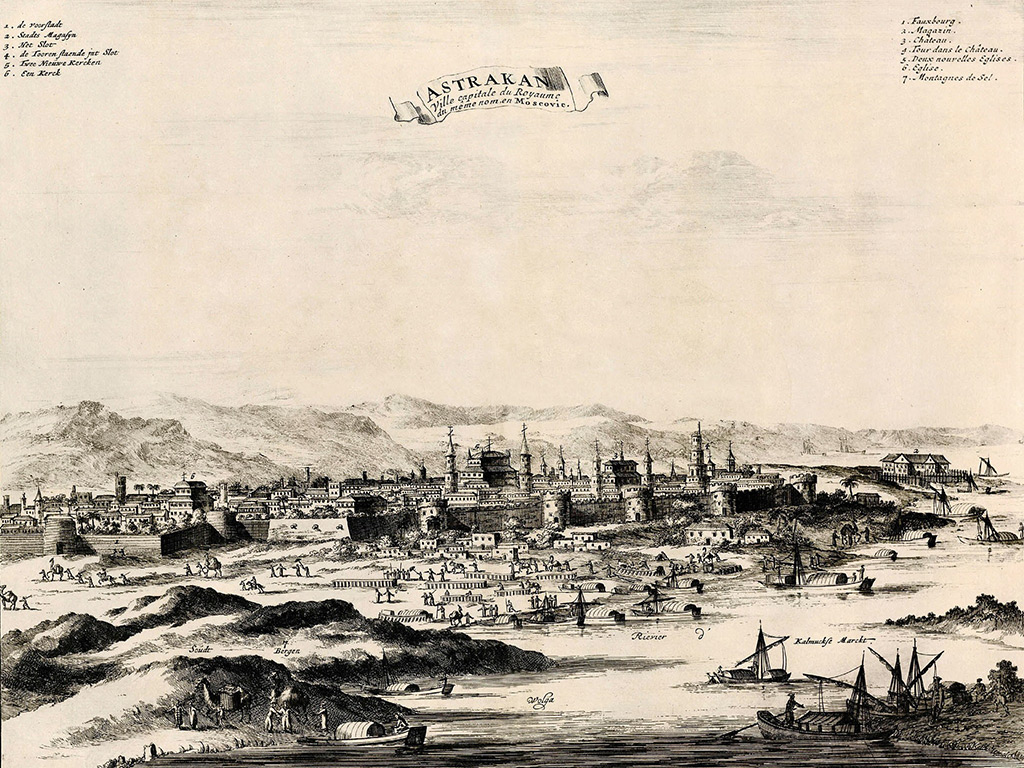 1. de voorstadt
2. Stadts Magasyn
3. Het Slot
4. de Tooren staende int Slot
5. Twee Nieuwe Kercken
6. Een Kerck
ASTRAKAN
Ville capitale du Royaume
du même nom, en Moscovie.
1. Fauxbourg.
2. Magazin.
3. Château.
4. Tour dans le Château.
5. Deux nouvelles Eglises.
6. Eglise.
7. Montagnes de Sel.
Rievier d'
Kalmuckse Marckt
7
Soudt Bergen
Wolga